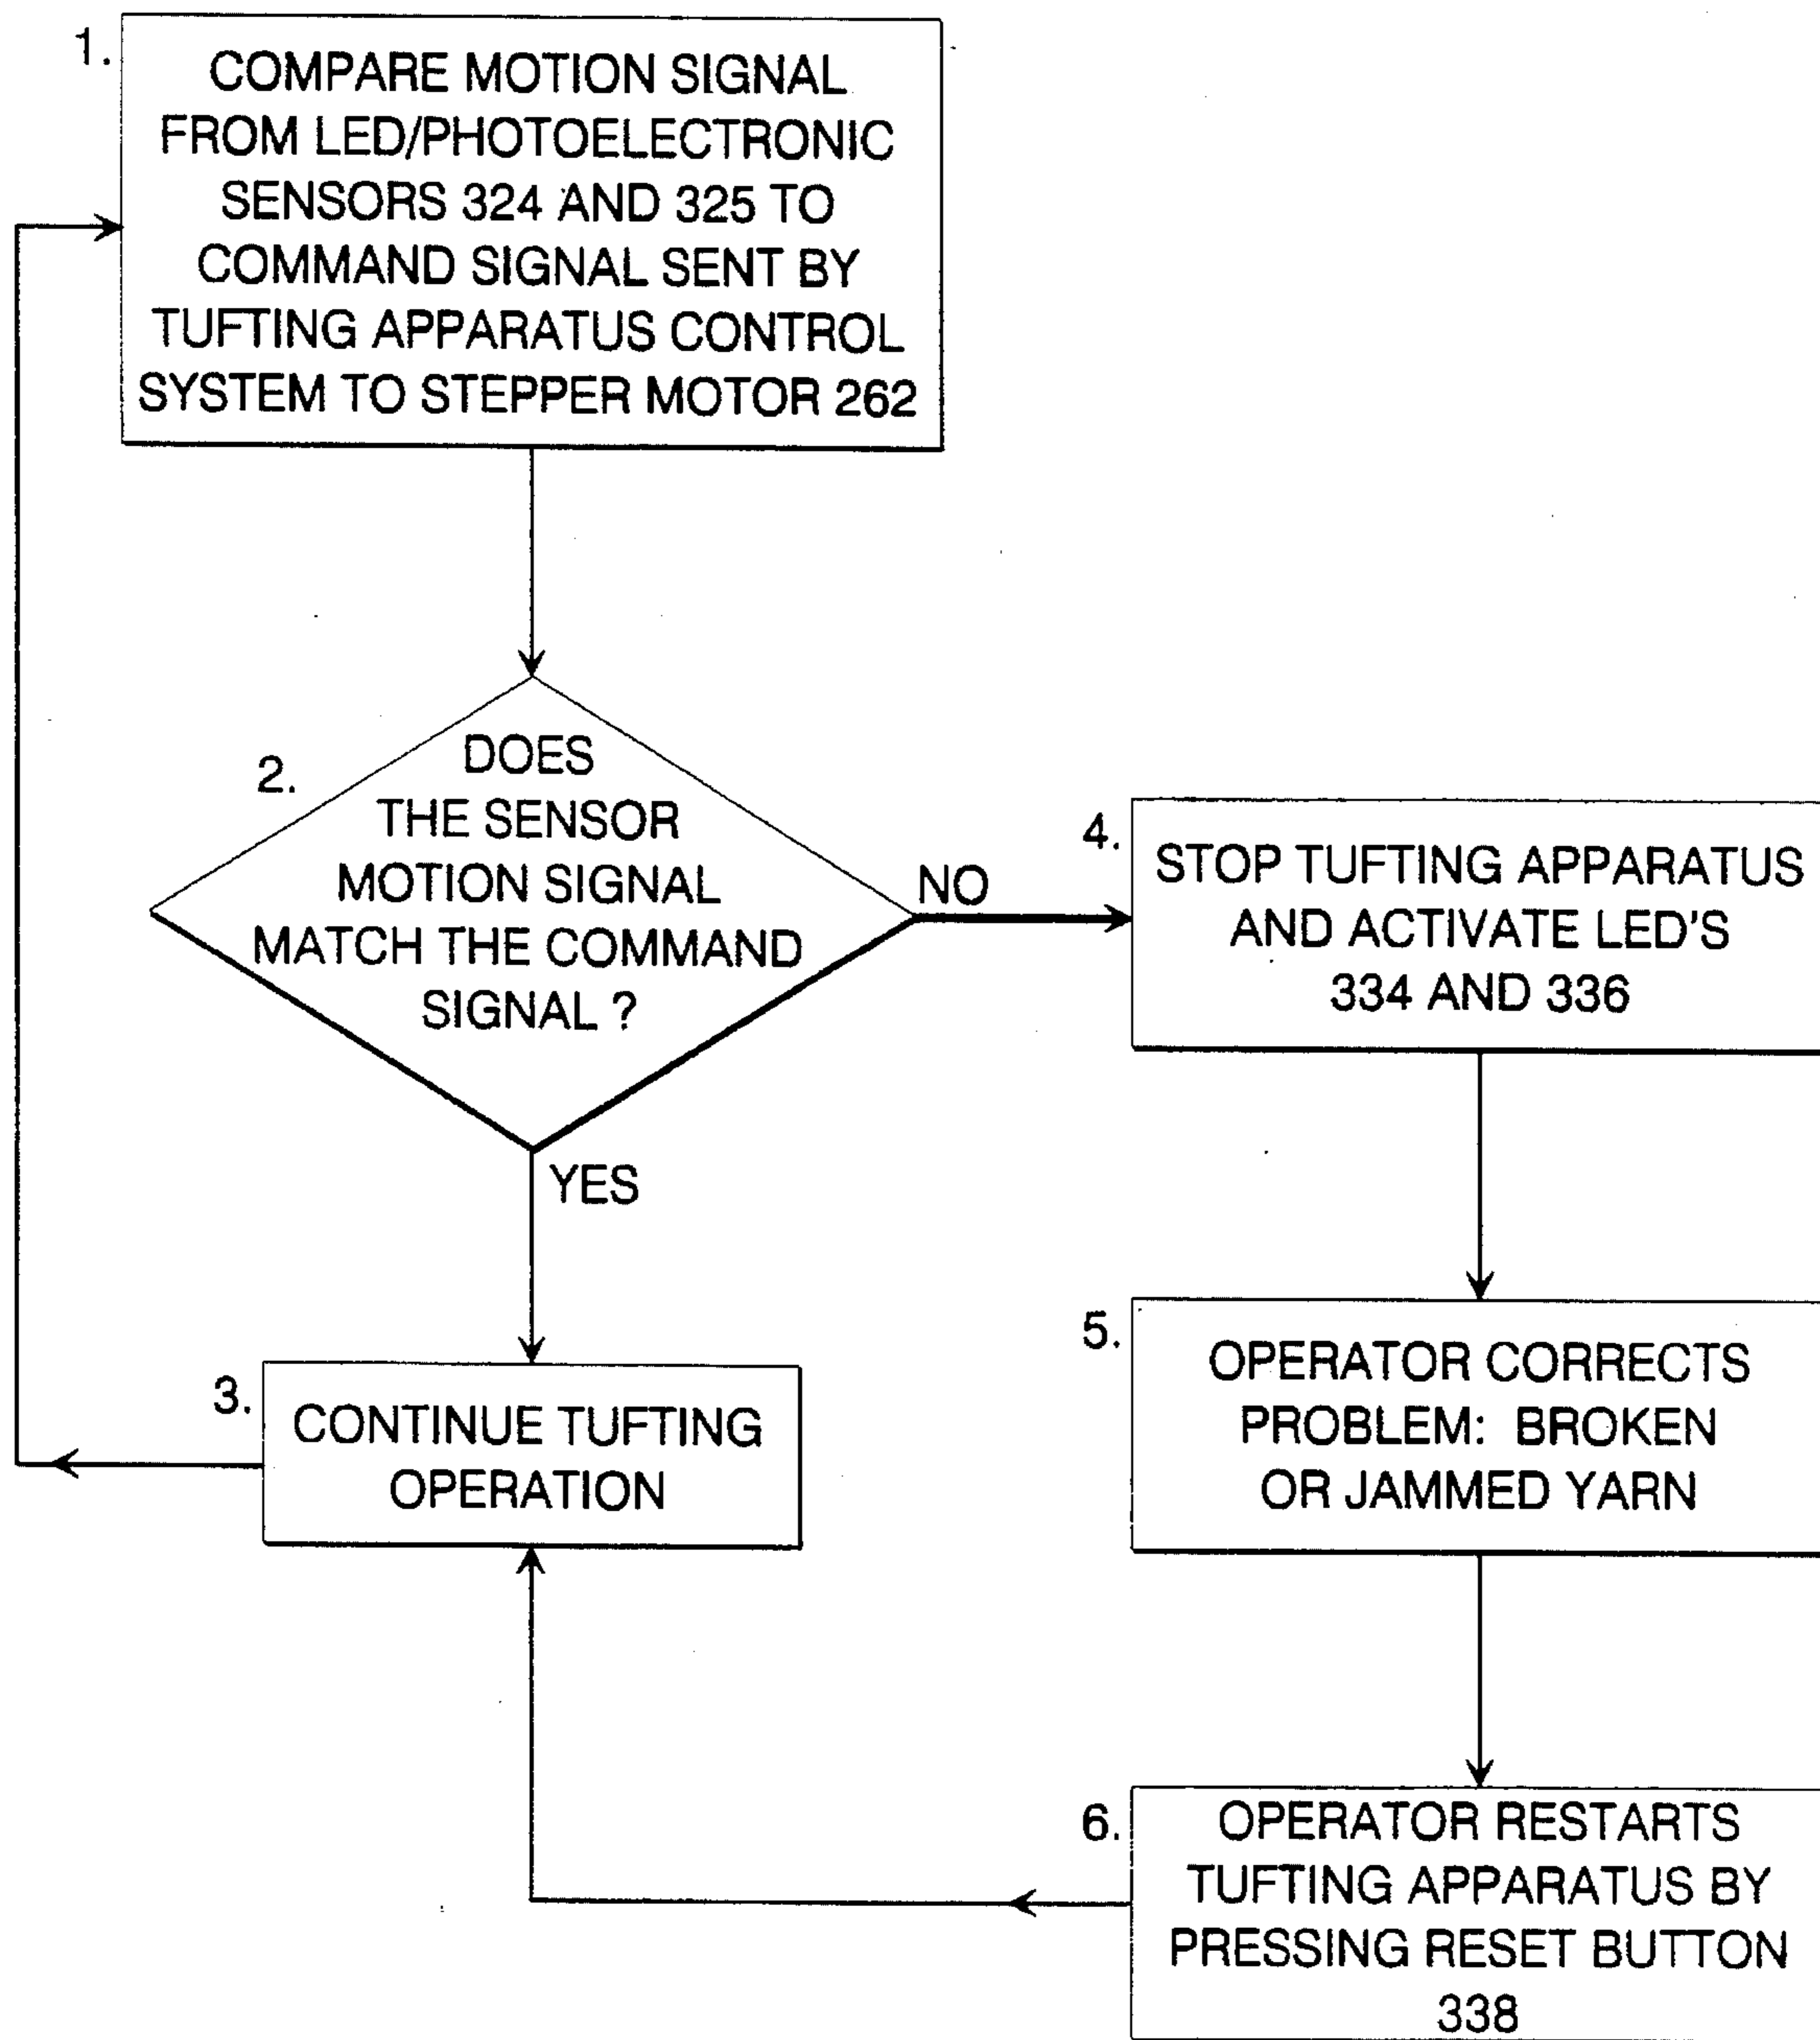 1.
COMPARE MOTION SIGNAL
FROM LED/PHOTOELECTRONIC
SENSORS 324 AND 325 TO
COMMAND SIGNAL SENT BY
TUFTING APPARATUS CONTROL
SYSTEM TO STEPPER MOTOR 262
2.
DOES
THE SENSOR
MOTION SIGNAL
MATCH THE COMMAND
SIGNAL ?
NO
YES
3.
CONTINUE TUFTING
OPERATION
4.
STOP TUFTING APPARATUS
AND ACTIVATE LED'S
334 AND 336
5.
OPERATOR CORRECTS
PROBLEM: BROKEN
OR JAMMED YARN
6.
OPERATOR RESTARTS
TUFTING APPARATUS BY
PRESSING RESET BUTTON
338